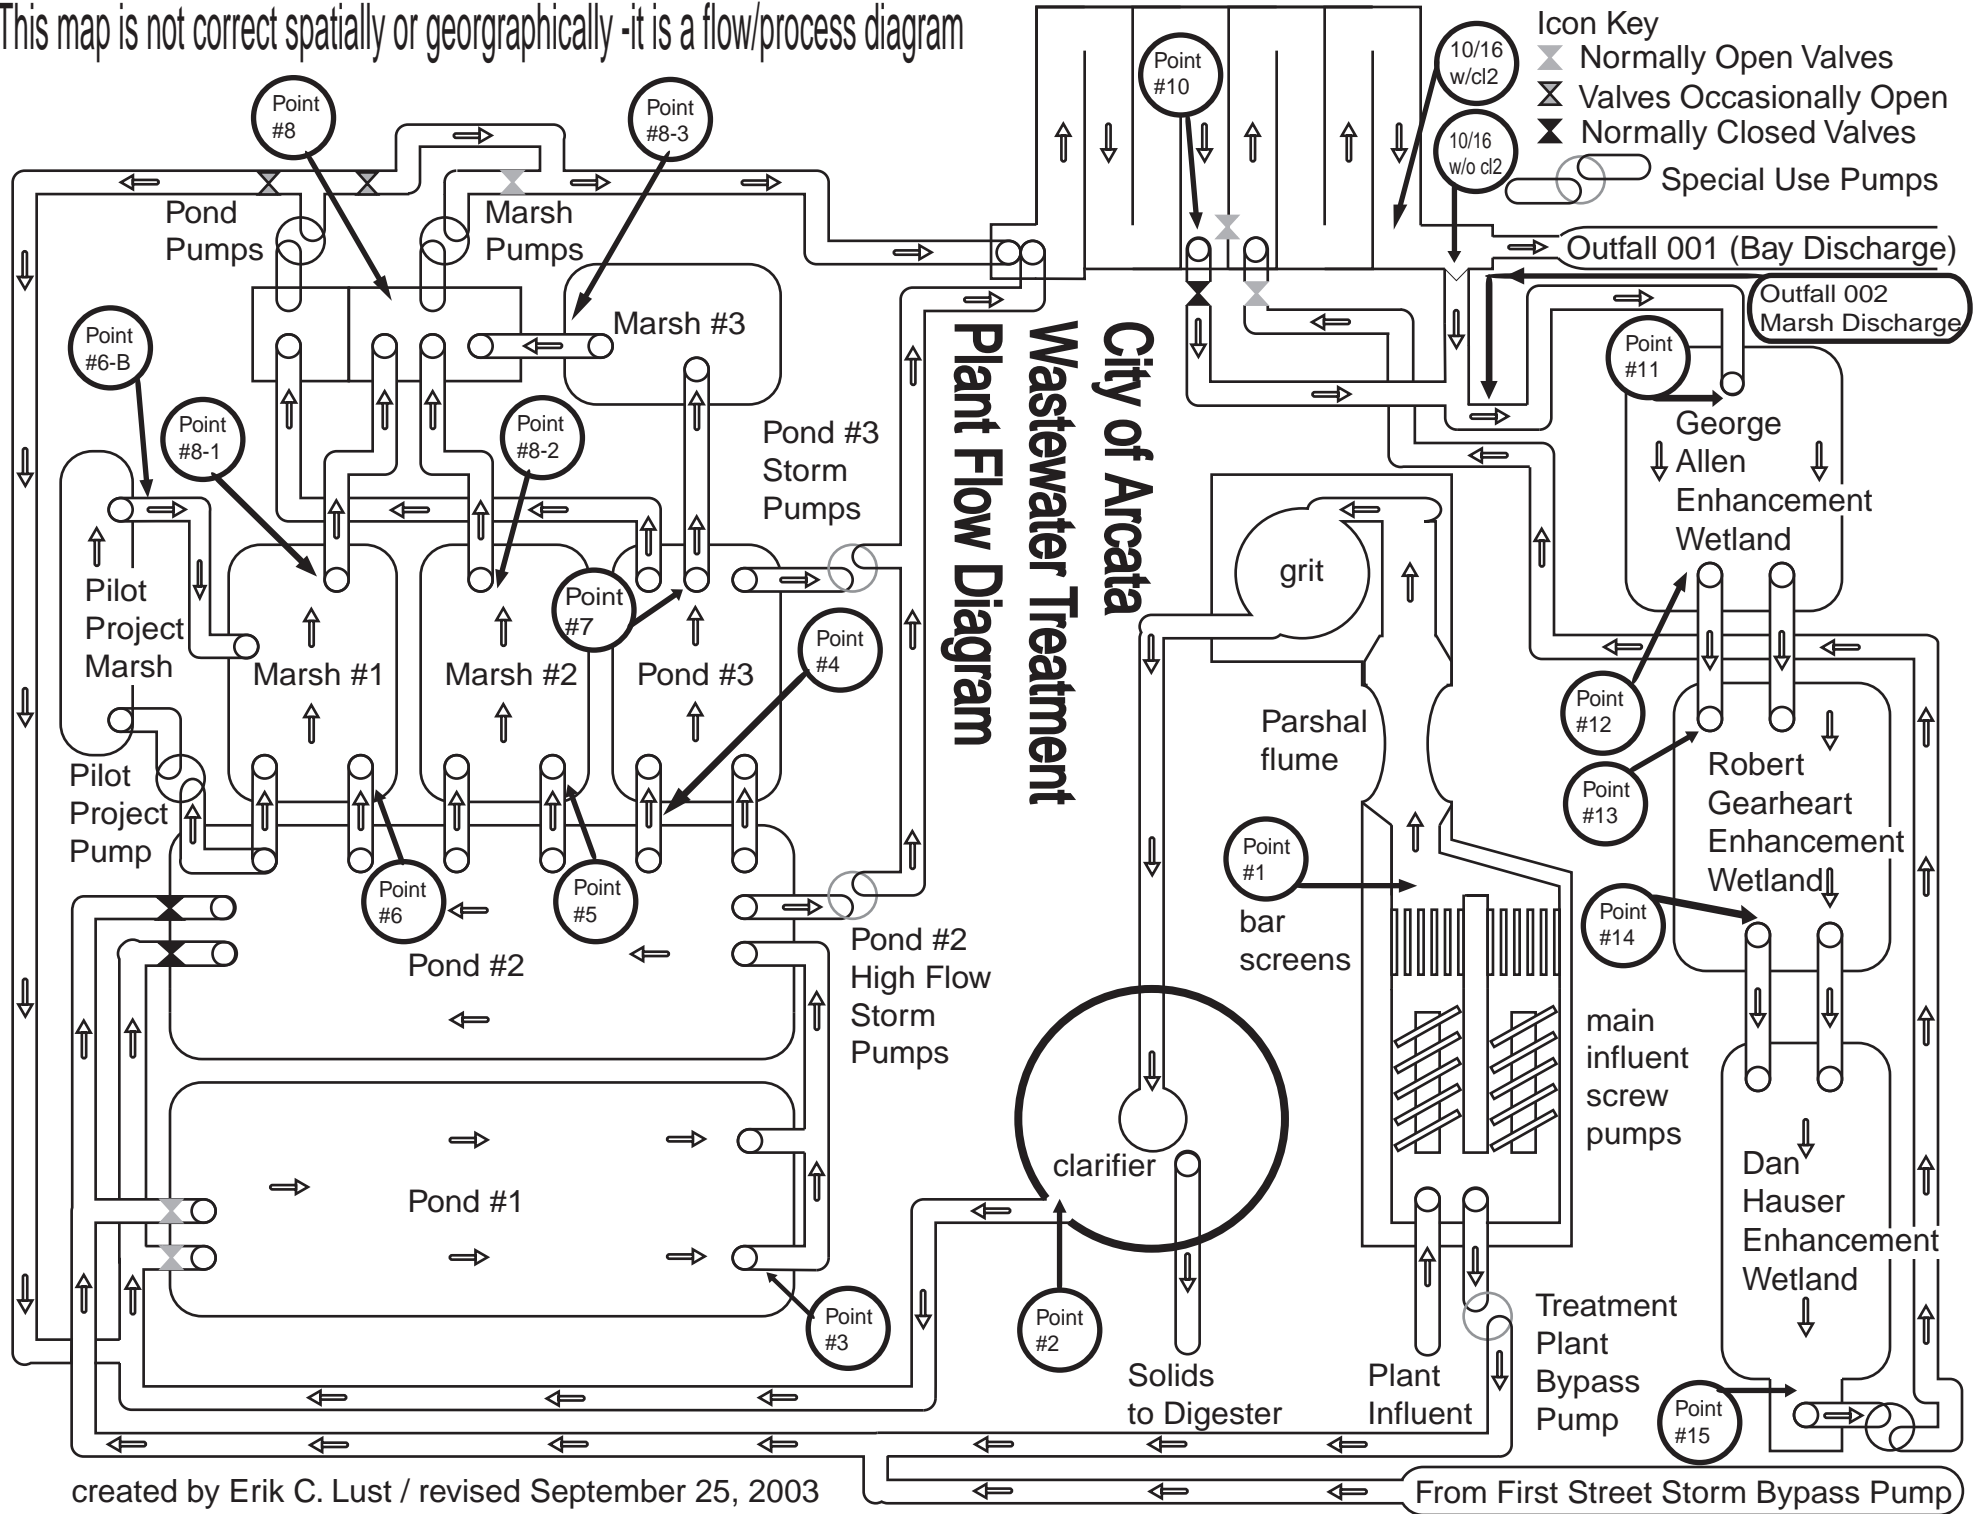 This map is not correct spatially or georgraphically -it is a flow/process diagram
Icon Key
Normally Open Valves
Valves Occasionally Open
Normally Closed Valves
Special Use Pumps
Point
#8
Point
#8-3
Point
#10
10/16
w/cl2
10/16
w/o cl2
Pond
Pumps
Marsh
Pumps
Outfall 001 (Bay Discharge)
Outfall 002
Marsh Discharge
Marsh #3
Point
#6-B
Point
#8-1
Point
#8-2
Pond #3
Storm
Pumps
City of Arcata
Wastewater Treatment
Plant Flow Diagram
Point
#11
George
Allen
Enhancement
Wetland
grit
Pilot
Project
Marsh
Marsh #1
Marsh #2
Point
#7
Pond #3
Point
#4
Parshal
flume
Point
#12
Point
#13
Robert
Gearheart
Enhancement
Wetland
Pilot
Project
Pump
Point
#6
Point
#5
Point
#1
bar
screens
Point
#14
Pond #2
Pond #2
High Flow
Storm
Pumps
main
influent
screw
pumps
clarifier
Pond #1
Dan
Hauser
Enhancement
Wetland
Point
#3
Point
#2
Solids
to Digester
Plant
Influent
Treatment
Plant
Bypass
Pump
Point
#15
created by Erik C. Lust / revised September 25, 2003
From First Street Storm Bypass Pump